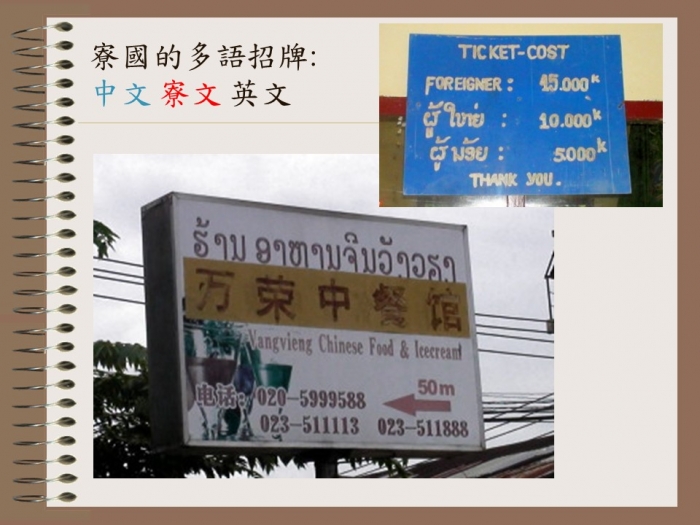 寮國的多語招牌:
中文 寮文 英文
TICKET-COST
FOREIGNER : 15.000k
ຜູ້ໃຫຍ່ : 10.000k
ຜູ້ນ້ອຍ : 5000k
THANK YOU.
ຮ້ານ ອາຫານຈີນວັງວຽງ
万荣中餐馆
Vangvieng Chinese Food & Icecream
50m
电话: 020-5999588
023-511113 023-511888